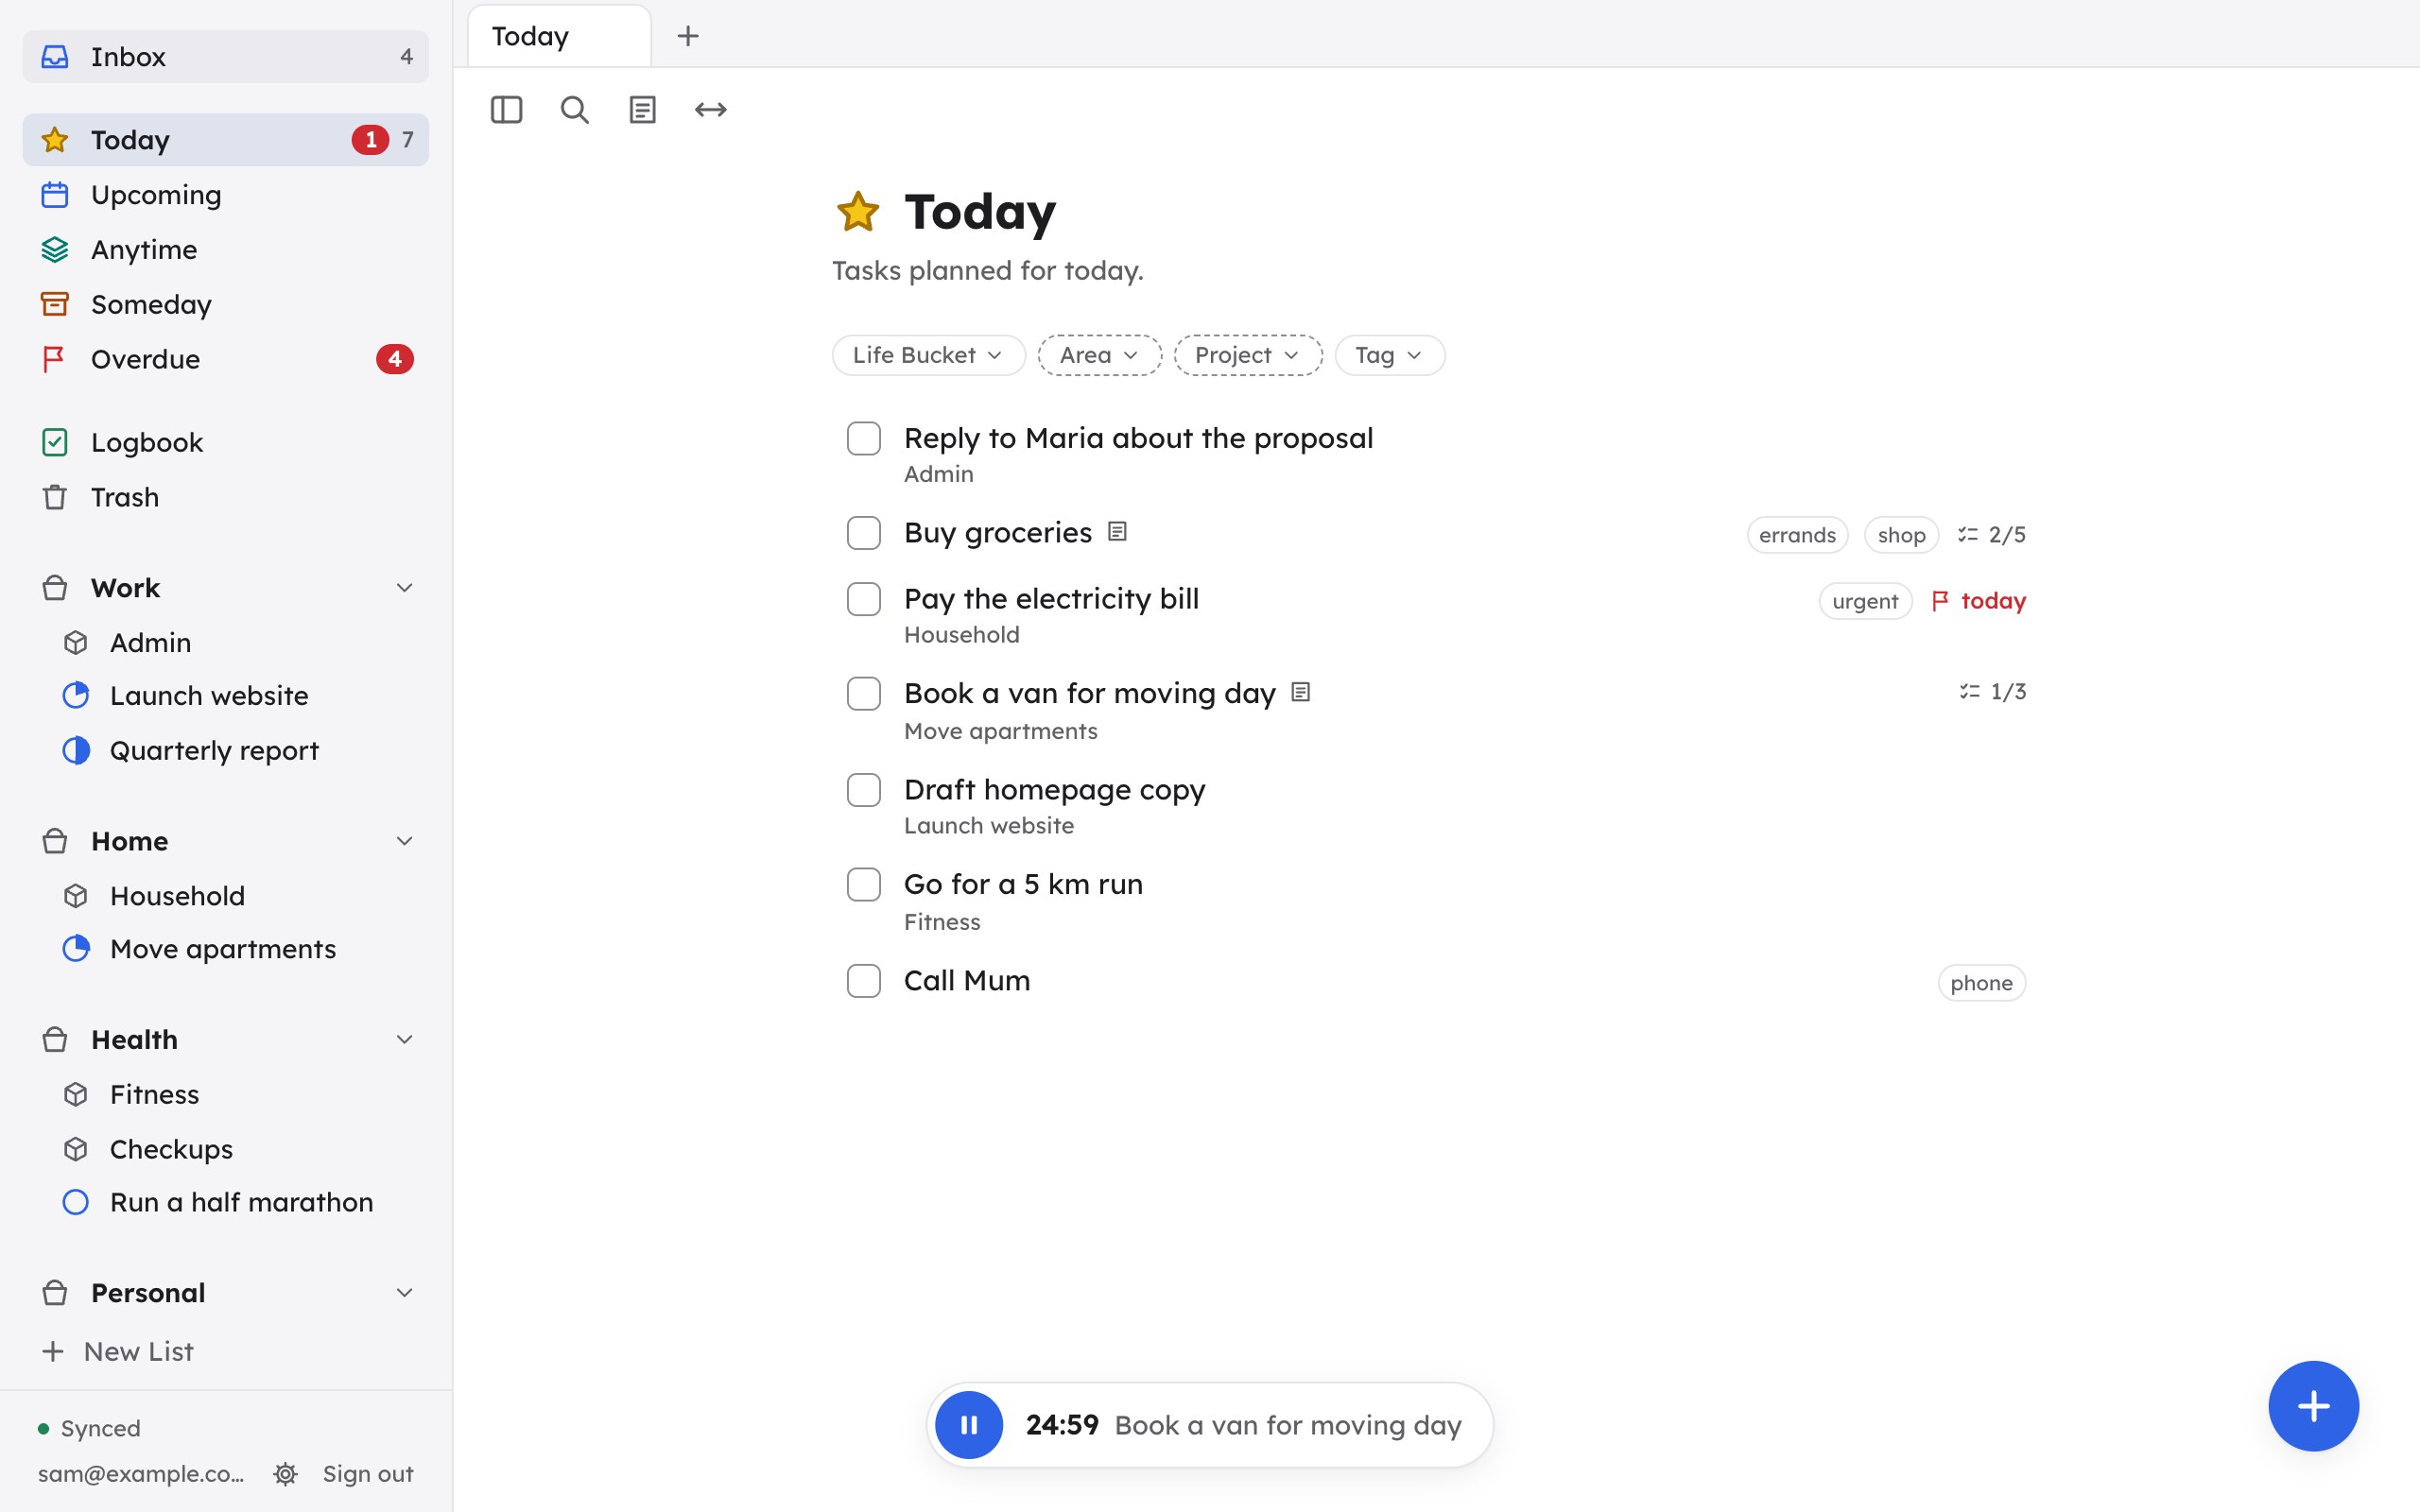 Inbox 4
Today 1 7
Upcoming
Anytime
Someday
Overdue 4
Logbook
Trash
Work
Admin
Launch website
Quarterly report
Home
Household
Move apartments
Health
Fitness
Checkups
Run a half marathon
Personal
New List
Synced
sam@example.co... Sign out
Today
Today
Tasks planned for today.
Life Bucket Area Project Tag
Reply to Maria about the proposal
Admin
Buy groceries errands shop 2/5
Pay the electricity bill urgent today
Household
Book a van for moving day 1/3
Move apartments
Draft homepage copy
Launch website
Go for a 5 km run
Fitness
Call Mum phone
24:59 Book a van for moving day